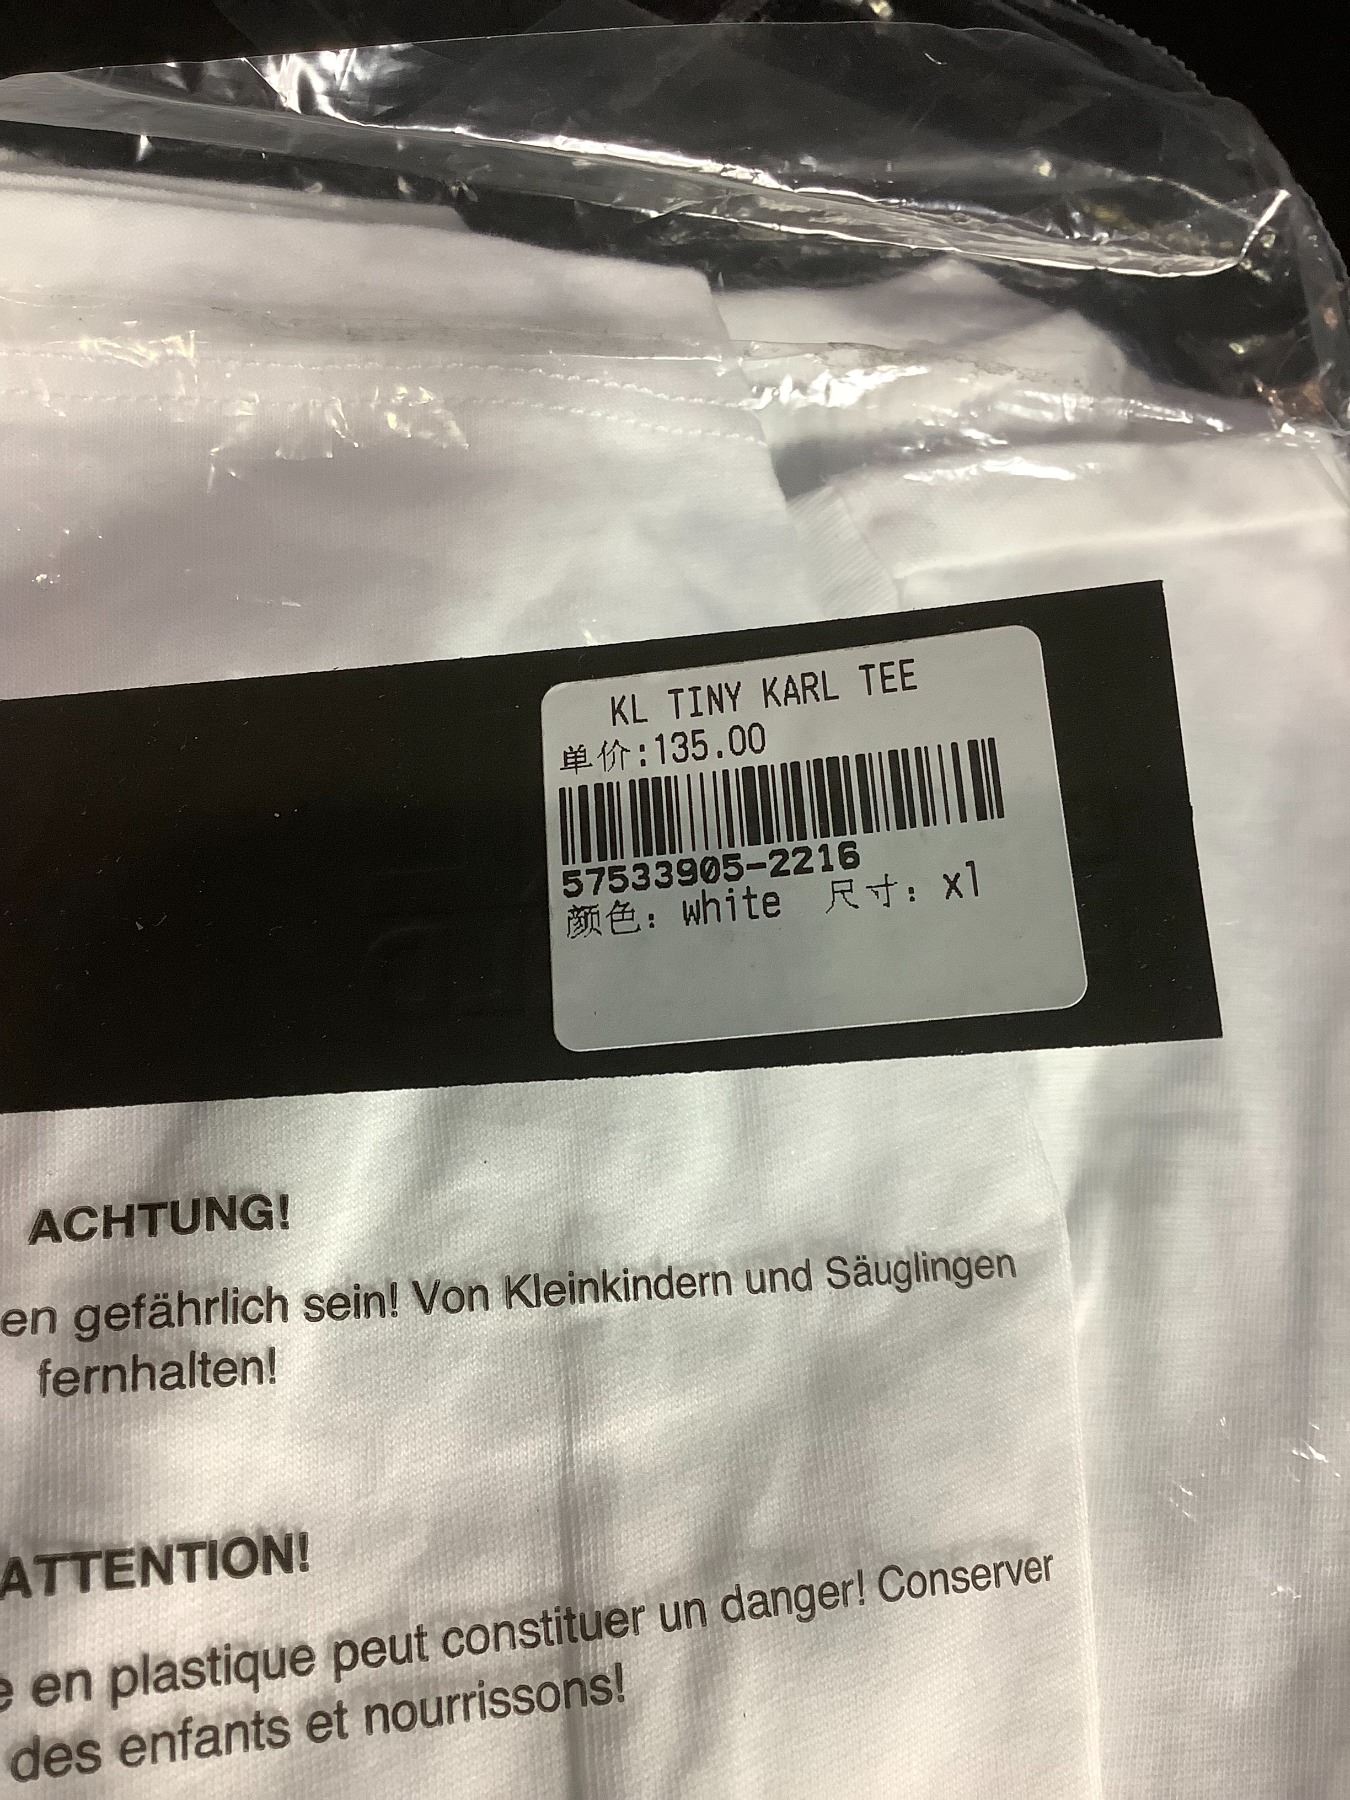 KL TINY KARL TEE
单价:135.00
57533905-2216
颜色: white 尺寸: xl
ACHTUNG!
en gefährlich sein! Von Kleinkindern und Säuglingen
fernhalten!
ATTENTION!
e en plastique peut constituer un danger! Conserver
des enfants et nourrissons!